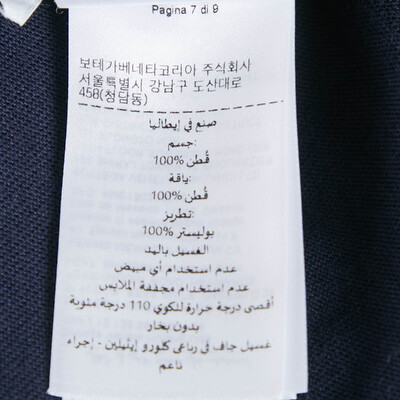 Pagina 7 di 9
보테가베네타코리아 주식회사
서울특별시 강남구 도산대로
458(청담동)
صنع في إيطاليا
جسم:
قُطن 100%
ياقة:
قُطن 100%
تطريز:
بوليستر 100%
الغسيل باليد
عدم استخدام أي مبيض
عدم استخدام مجففة الملابس
أقصى درجة حرارة للكوي 110 درجة مئوية
بدون بخار
غسيل جاف في رباعي كلورو إيثيلين - إجراء
ناعم